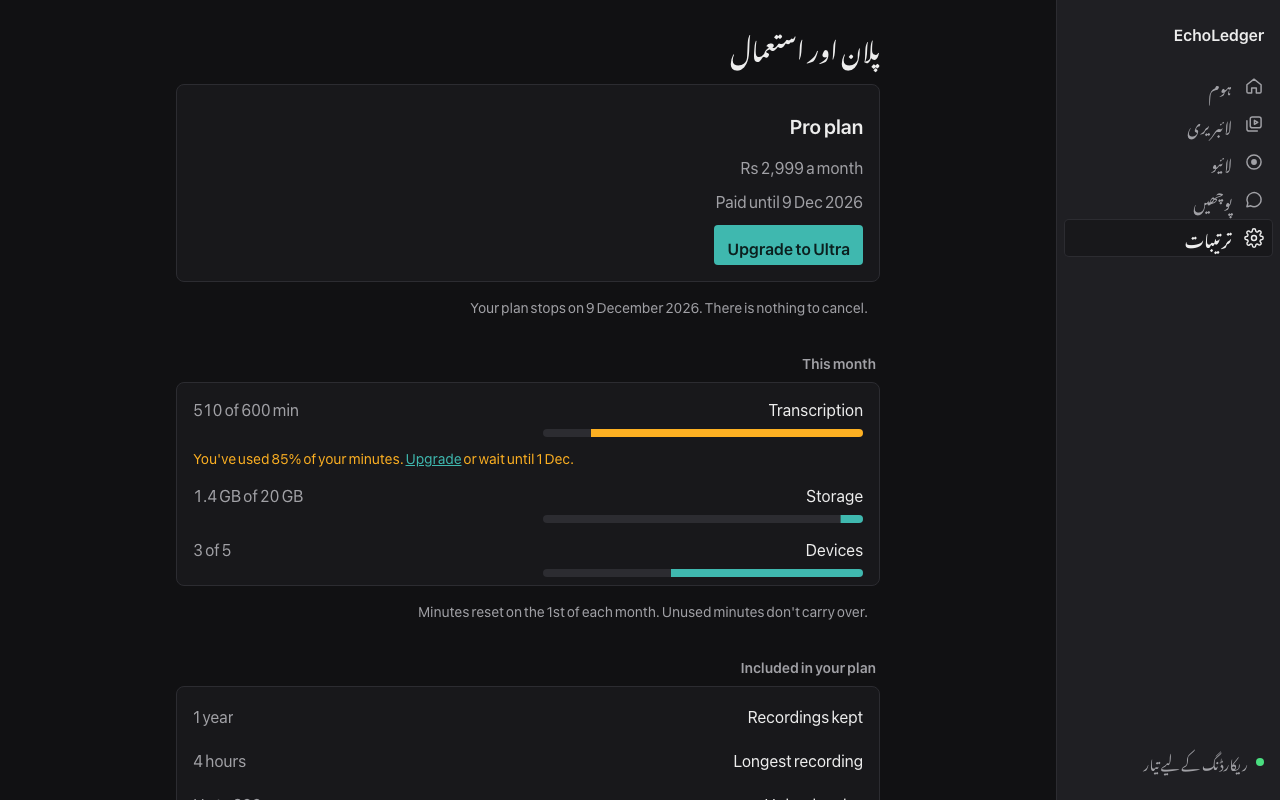 EchoLedger
ہوم
لائبریری
لائیو
پوچھیں
ترتیبات
ریکارڈنگ کے لیے تیار
پلان اور استعمال
Pro plan
Rs 2,999 a month
Paid until 9 Dec 2026
Upgrade to Ultra
Your plan stops on 9 December 2026. There is nothing to cancel.
This month
Transcription
510 of 600 min
You've used 85% of your minutes. Upgrade or wait until 1 Dec.
Storage
1.4 GB of 20 GB
Devices
3 of 5
Minutes reset on the 1st of each month. Unused minutes don't carry over.
Included in your plan
Recordings kept
1 year
Longest recording
4 hours